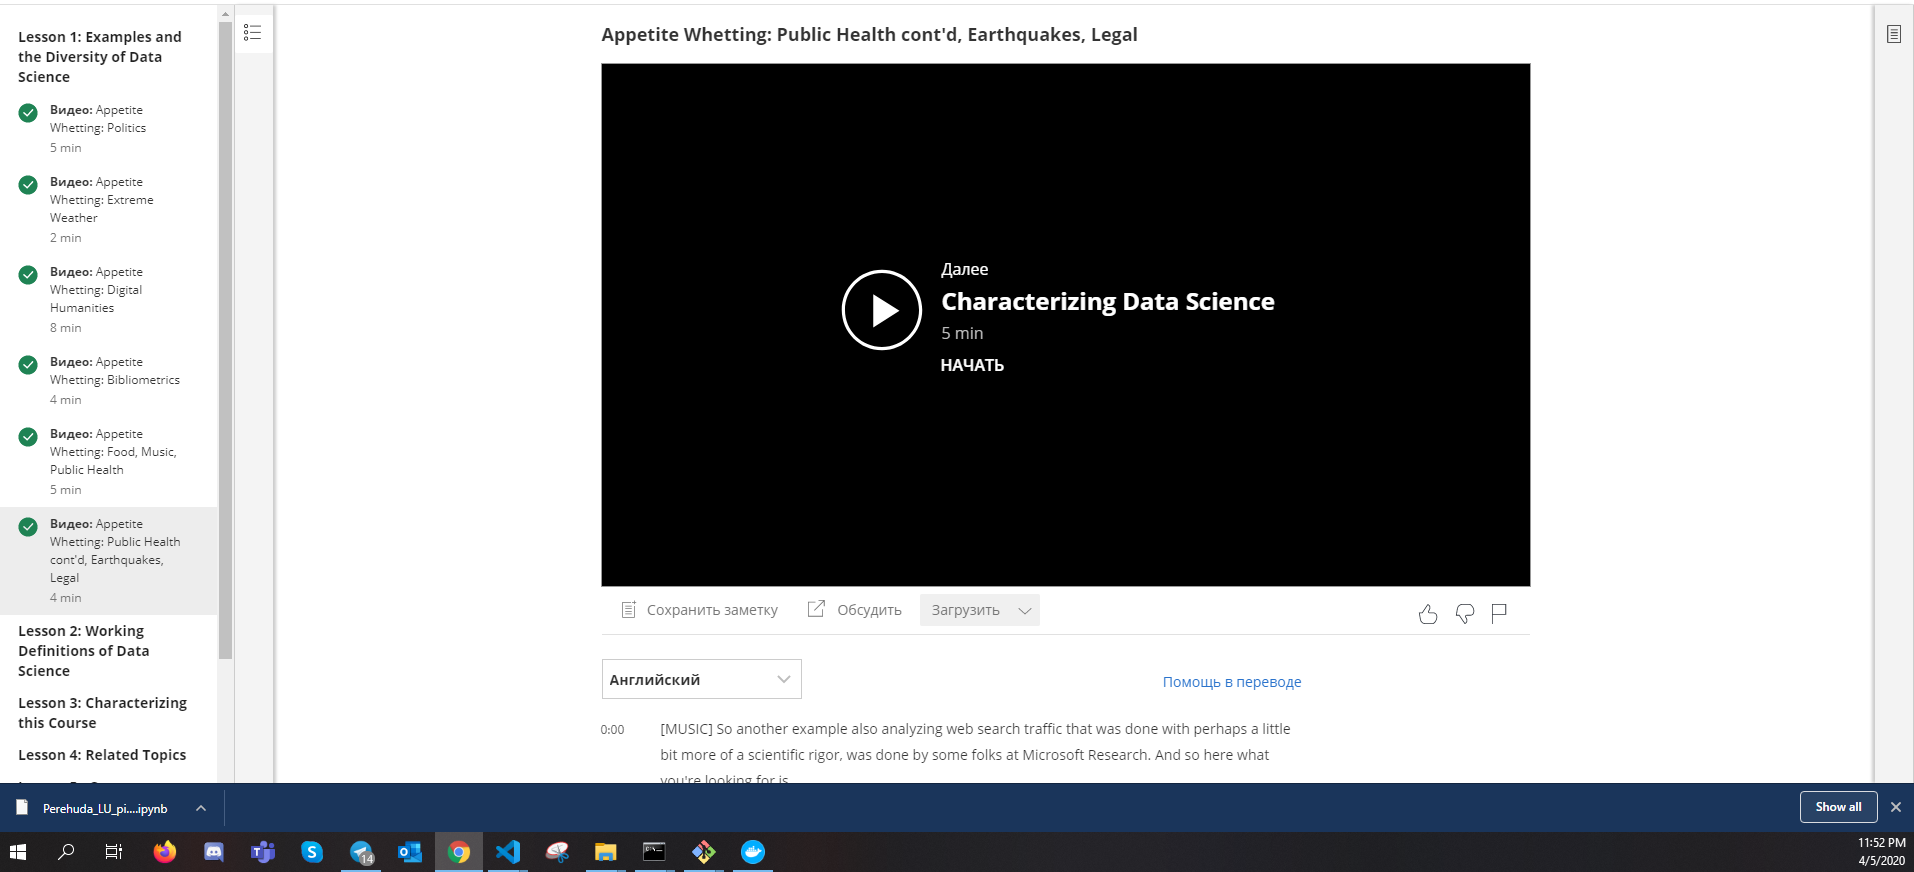 Lesson 1: Examples and
the Diversity of Data
Science
Видео: Appetite
Whetting: Politics
5 min
Видео: Appetite
Whetting: Extreme
Weather
2 min
Видео: Appetite
Whetting: Digital
Humanities
8 min
Видео: Appetite
Whetting: Bibliometrics
4 min
Видео: Appetite
Whetting: Food, Music,
Public Health
5 min
Видео: Appetite
Whetting: Public Health
cont'd, Earthquakes,
Legal
4 min
Lesson 2: Working
Definitions of Data
Science
Lesson 3: Characterizing
this Course
Lesson 4: Related Topics
Appetite Whetting: Public Health cont'd, Earthquakes, Legal
Далее
Characterizing Data Science
5 min
НАЧАТЬ
Сохранить заметку
Обсудить
Загрузить
Английский
Помощь в переводе
0:00
[MUSIC] So another example also analyzing web search traffic that was done with perhaps a little
bit more of a scientific rigor, was done by some folks at Microsoft Research. And so here what
you're looking for is
Perehuda_LU_pi....ipynb
Show all
14
11:52 PM
4/5/2020